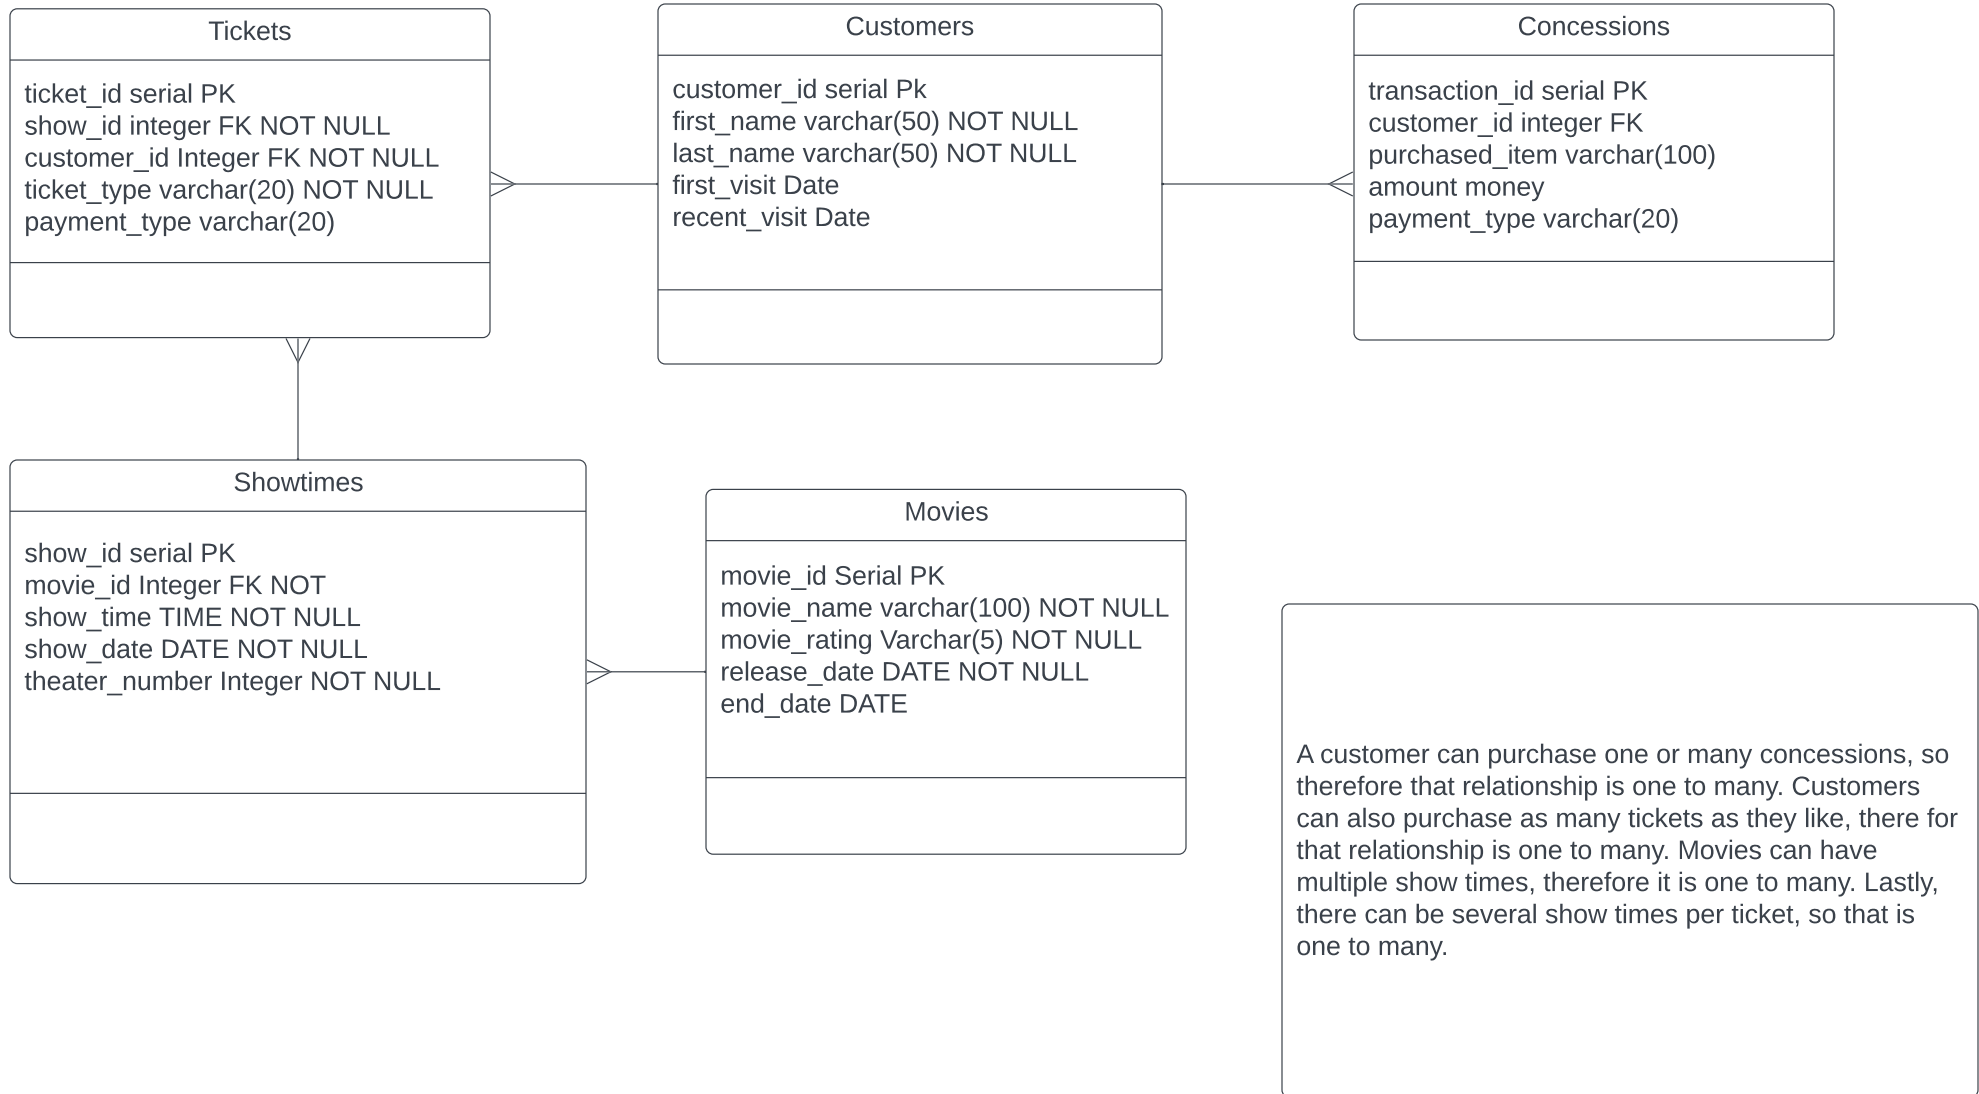 Tickets
ticket_id serial PK
show_id integer FK NOT NULL
customer_id Integer FK NOT NULL
ticket_type varchar(20) NOT NULL
payment_type varchar(20)
Customers
customer_id serial Pk
first_name varchar(50) NOT NULL
last_name varchar(50) NOT NULL
first_visit Date
recent_visit Date
Concessions
transaction_id serial PK
customer_id integer FK
purchased_item varchar(100)
amount money
payment_type varchar(20)
Showtimes
show_id serial PK
movie_id Integer FK NOT
show_time TIME NOT NULL
show_date DATE NOT NULL
theater_number Integer NOT NULL
Movies
movie_id Serial PK
movie_name varchar(100) NOT NULL
movie_rating Varchar(5) NOT NULL
release_date DATE NOT NULL
end_date DATE
A customer can purchase one or many concessions, so
therefore that relationship is one to many. Customers
can also purchase as many tickets as they like, there for
that relationship is one to many. Movies can have
multiple show times, therefore it is one to many. Lastly,
there can be several show times per ticket, so that is
one to many.